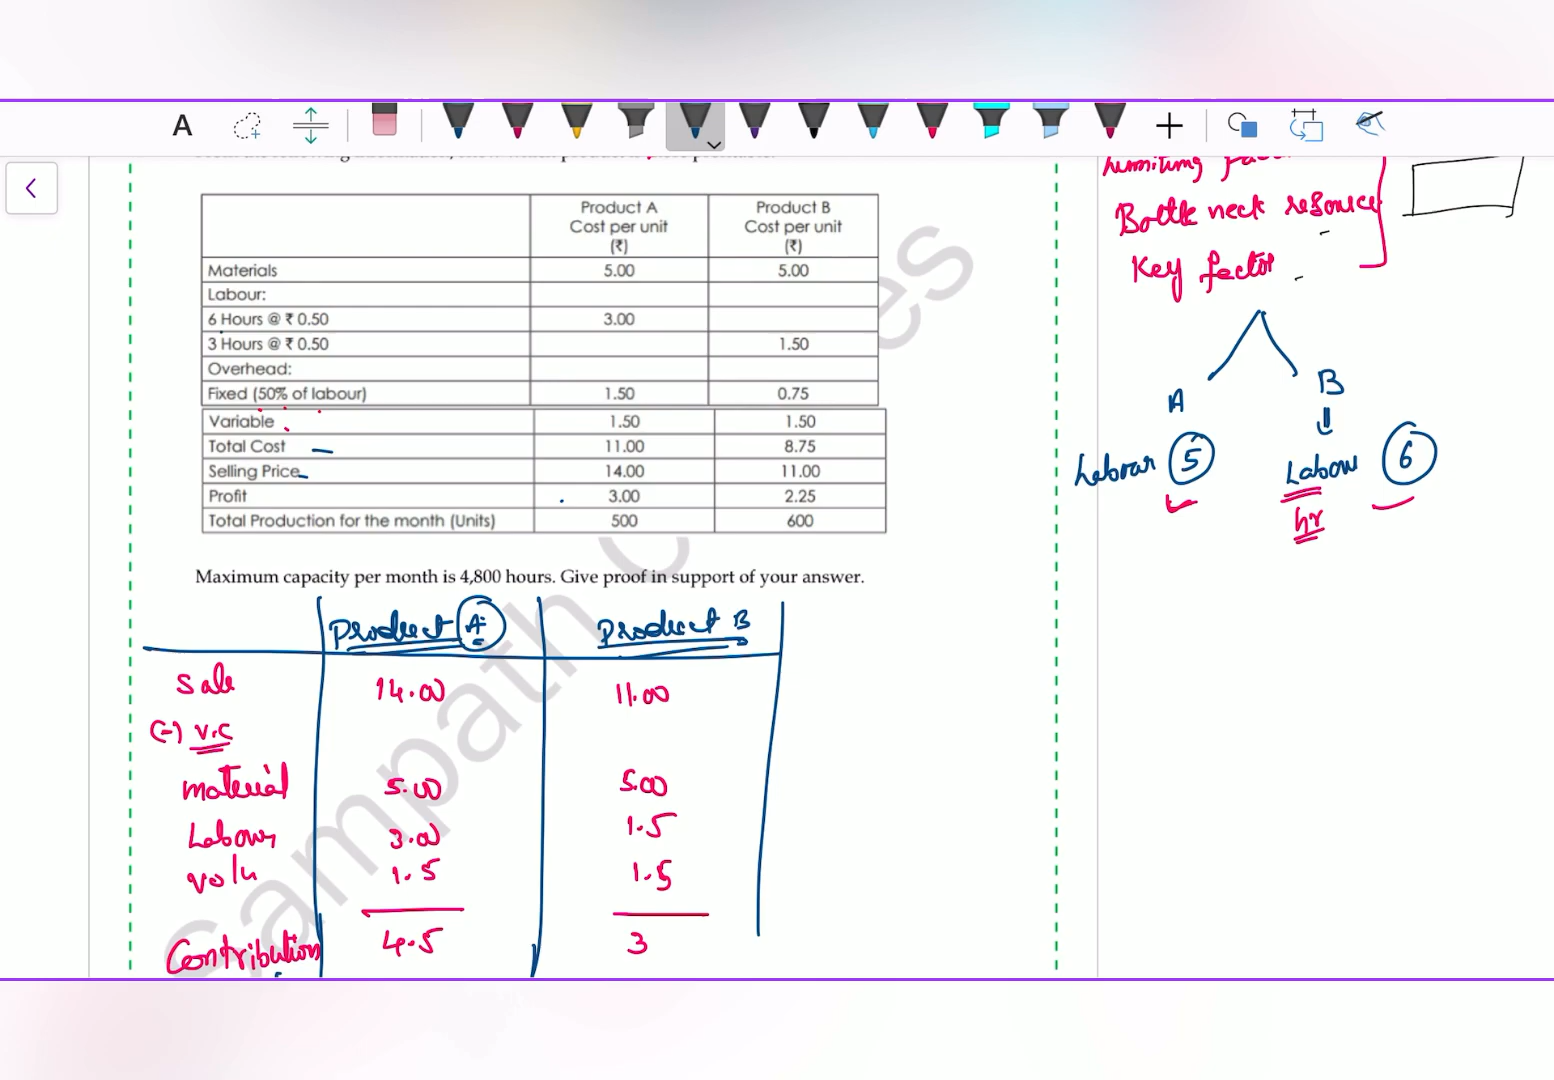 A
Limiting
Bottle neck resource
Key factor
A
B
Labour 5
Labour 6
hr
Product A
Cost per unit
(₹)
Product B
Cost per unit
(₹)
Materials 5.00 5.00
Labour:
6 Hours @ ₹ 0.50 3.00
3 Hours @ ₹ 0.50 1.50
Overhead:
Fixed (50% of labour) 1.50 0.75
Variable 1.50 1.50
Total Cost 11.00 8.75
Selling Price 14.00 11.00
Profit 3.00 2.25
Total Production for the month (Units) 500 600
Maximum capacity per month is 4,800 hours. Give proof in support of your answer.
Product A Product B
Sale 14.00 11.00
(-) V.C
Material 5.00 5.00
Labour 3.00 1.5
1.5 1.5
Contribution 4.5 3
Sampath